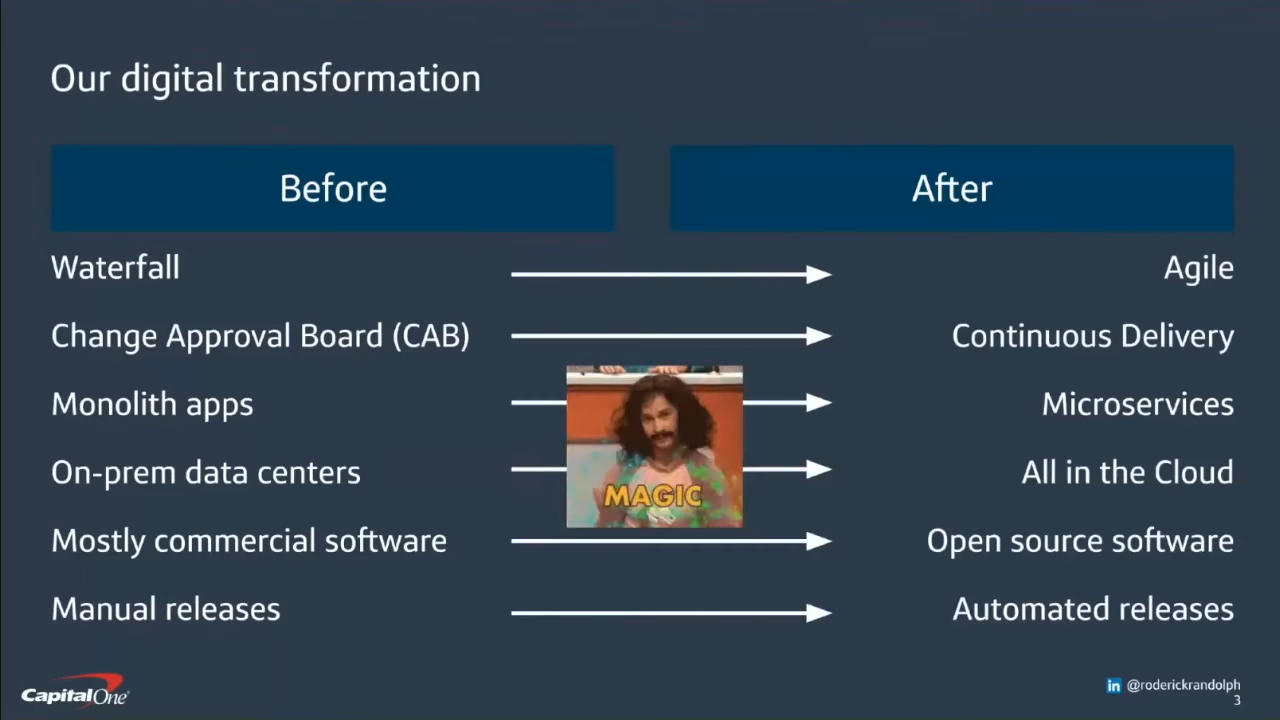 Our digital transformation
Before
After
Waterfall
Agile
Change Approval Board (CAB)
Continuous Delivery
Monolith apps
Microservices
On-prem data centers
All in the Cloud
MAGIC
Mostly commercial software
Open source software
Manual releases
Automated releases
Capital One
in @roderickrandolph
3